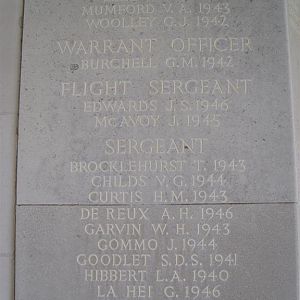 MUMFORD V. A. 1943
WOOLLEY G. J. 1942
WARRANT OFFICER
BURCHELL G.M. 1942
FLIGHT SERGEANT
EDWARDS J.S. 1946
McAVOY J. 1945
SERGEANT
BROCKLEHURST T. 1943
CHILDS V. G. 1944
CURTIS H.M. 1943
DE REUX A.H. 1946
GARVIN W. H. 1943
GOMMO J. 1944
GOODLET S.D.S. 1941
HIBBERT L.A. 1940
LA HEI G. 1946